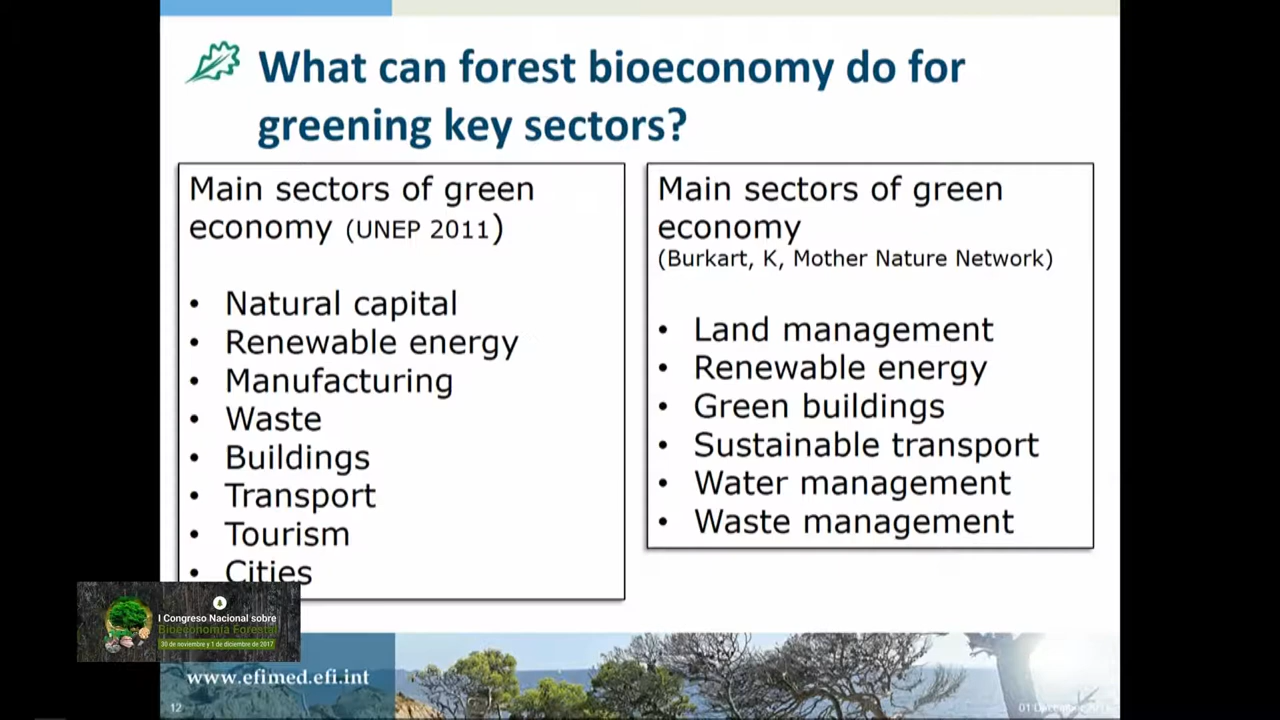 What can forest bioeconomy do for
greening key sectors?
Main sectors of green
economy (UNEP 2011)
• Natural capital
• Renewable energy
• Manufacturing
• Waste
• Buildings
• Transport
• Tourism
• Cities
Main sectors of green
economy
(Burkart, K, Mother Nature Network)
• Land management
• Renewable energy
• Green buildings
• Sustainable transport
• Water management
• Waste management
I Congreso Nacional sobre
Bioeconomía Forestal
30 de noviembre y 1 de diciembre de 2017
www.efimed.efi.int
12